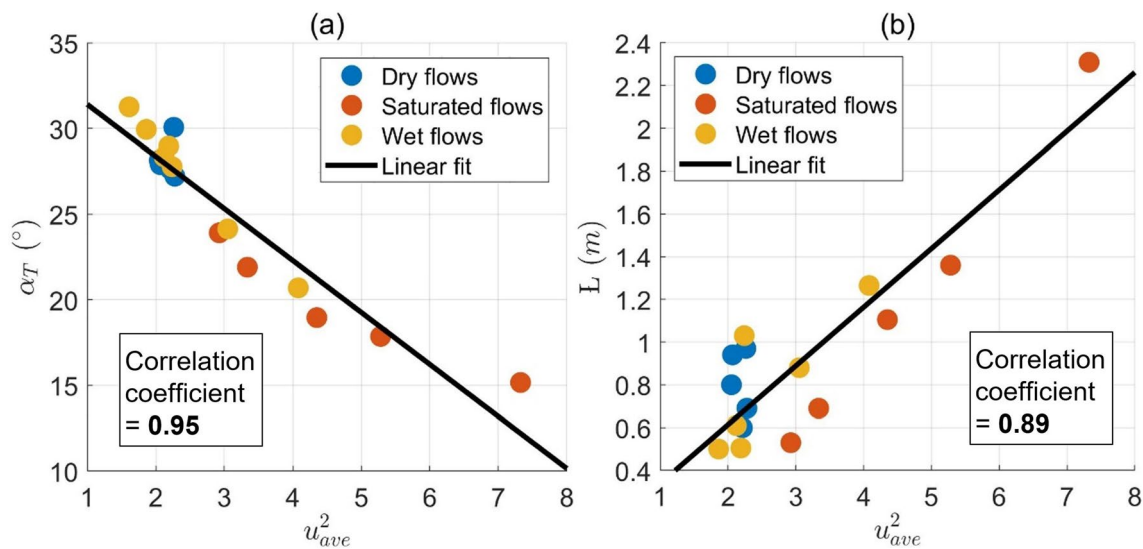 (a)
35
30
25
20
15
10
α_T (°)
Dry flows
Saturated flows
Wet flows
Linear fit
Correlation
coefficient
= 0.95
1 2 3 4 5 6 7 8
u²_ave
(b)
2.4
2.2
2
1.8
1.6
1.4
1.2
1
0.8
0.6
0.4
Ł (m)
Dry flows
Saturated flows
Wet flows
Linear fit
Correlation
coefficient
= 0.89
1 2 3 4 5 6 7 8
u²_ave